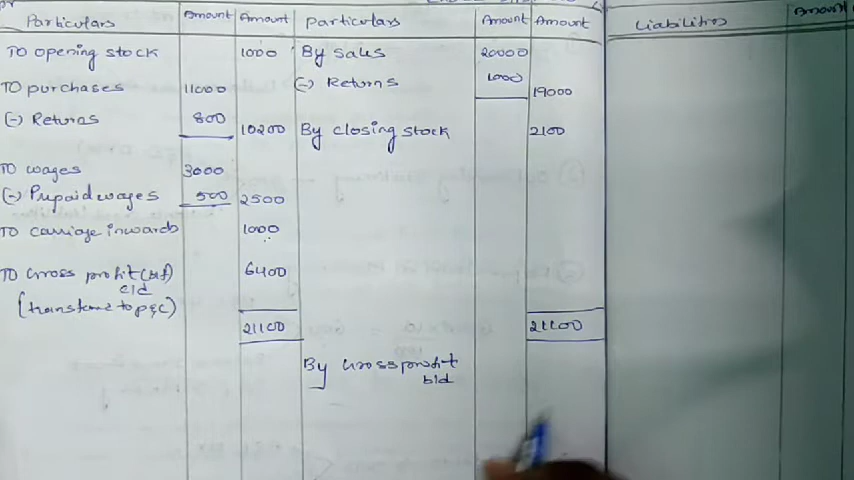 Particulars Amount Amount Particulars Amount Amount Liabilities Amount
TO opening stock 1000 By sales 20000
(-) Returns 1000 19000
TO purchases 11000
(-) Returns 800 10200 By closing stock 2100
TO wages 3000
(-) Prepaid wages 500 2500
TO carriage inwards 1000
TO Gross profit (b/f) 6400
c/d
(transfered to P&L)
21100 21100
By Gross profit
b/d